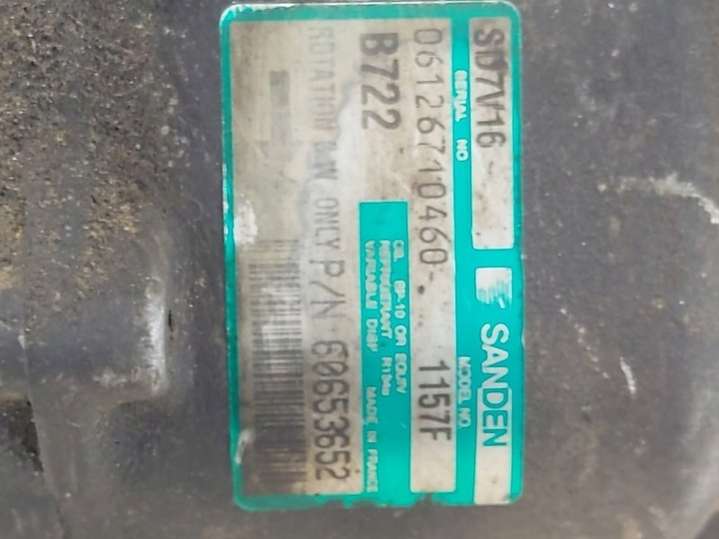 SD7V16 SANDEN
SERIAL NO. MODEL NO.
061267 10460 1157F
B722 OIL SP-10 OR EQUIV
REFRIGERANT R134a
VARIABLE DISP MADE IN FRANCE
ROTATION ONLY P/N 60653652